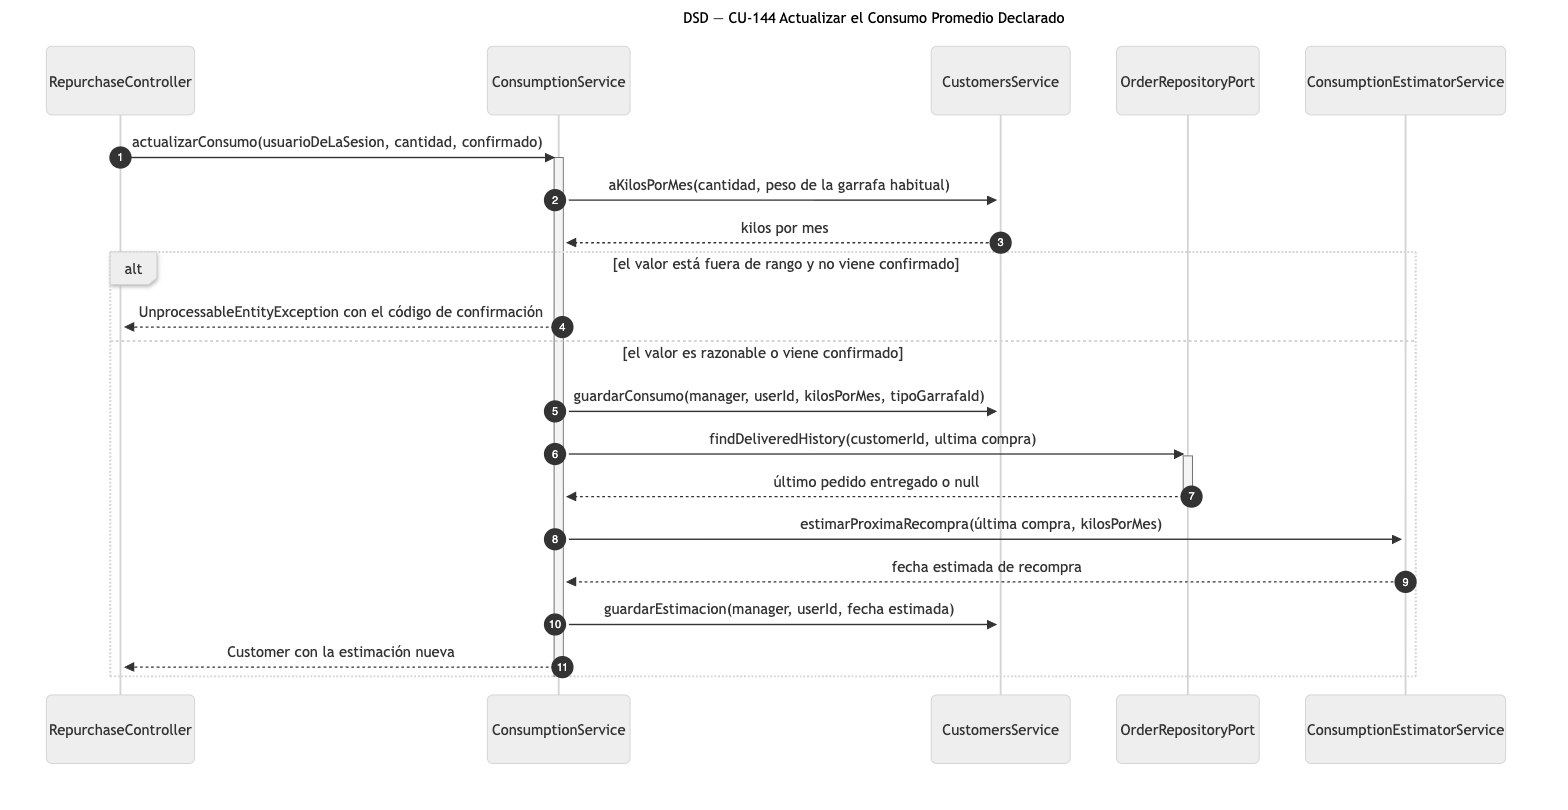 DSD — CU-144 Actualizar el Consumo Promedio Declarado
RepurchaseController
ConsumptionService
CustomersService
OrderRepositoryPort
ConsumptionEstimatorService
actualizarConsumo(usuarioDeLaSesion, cantidad, confirmado)
1
aKilosPorMes(cantidad, peso de la garrafa habitual)
2
kilos por mes
3
alt
[el valor está fuera de rango y no viene confirmado]
UnprocessableEntityException con el código de confirmación
4
[el valor es razonable o viene confirmado]
guardarConsumo(manager, userId, kilosPorMes, tipoGarrafaId)
5
findDeliveredHistory(customerId, ultima compra)
6
último pedido entregado o null
7
estimarProximaRecompra(última compra, kilosPorMes)
8
fecha estimada de recompra
9
guardarEstimacion(manager, userId, fecha estimada)
10
Customer con la estimación nueva
11
RepurchaseController
ConsumptionService
CustomersService
OrderRepositoryPort
ConsumptionEstimatorService